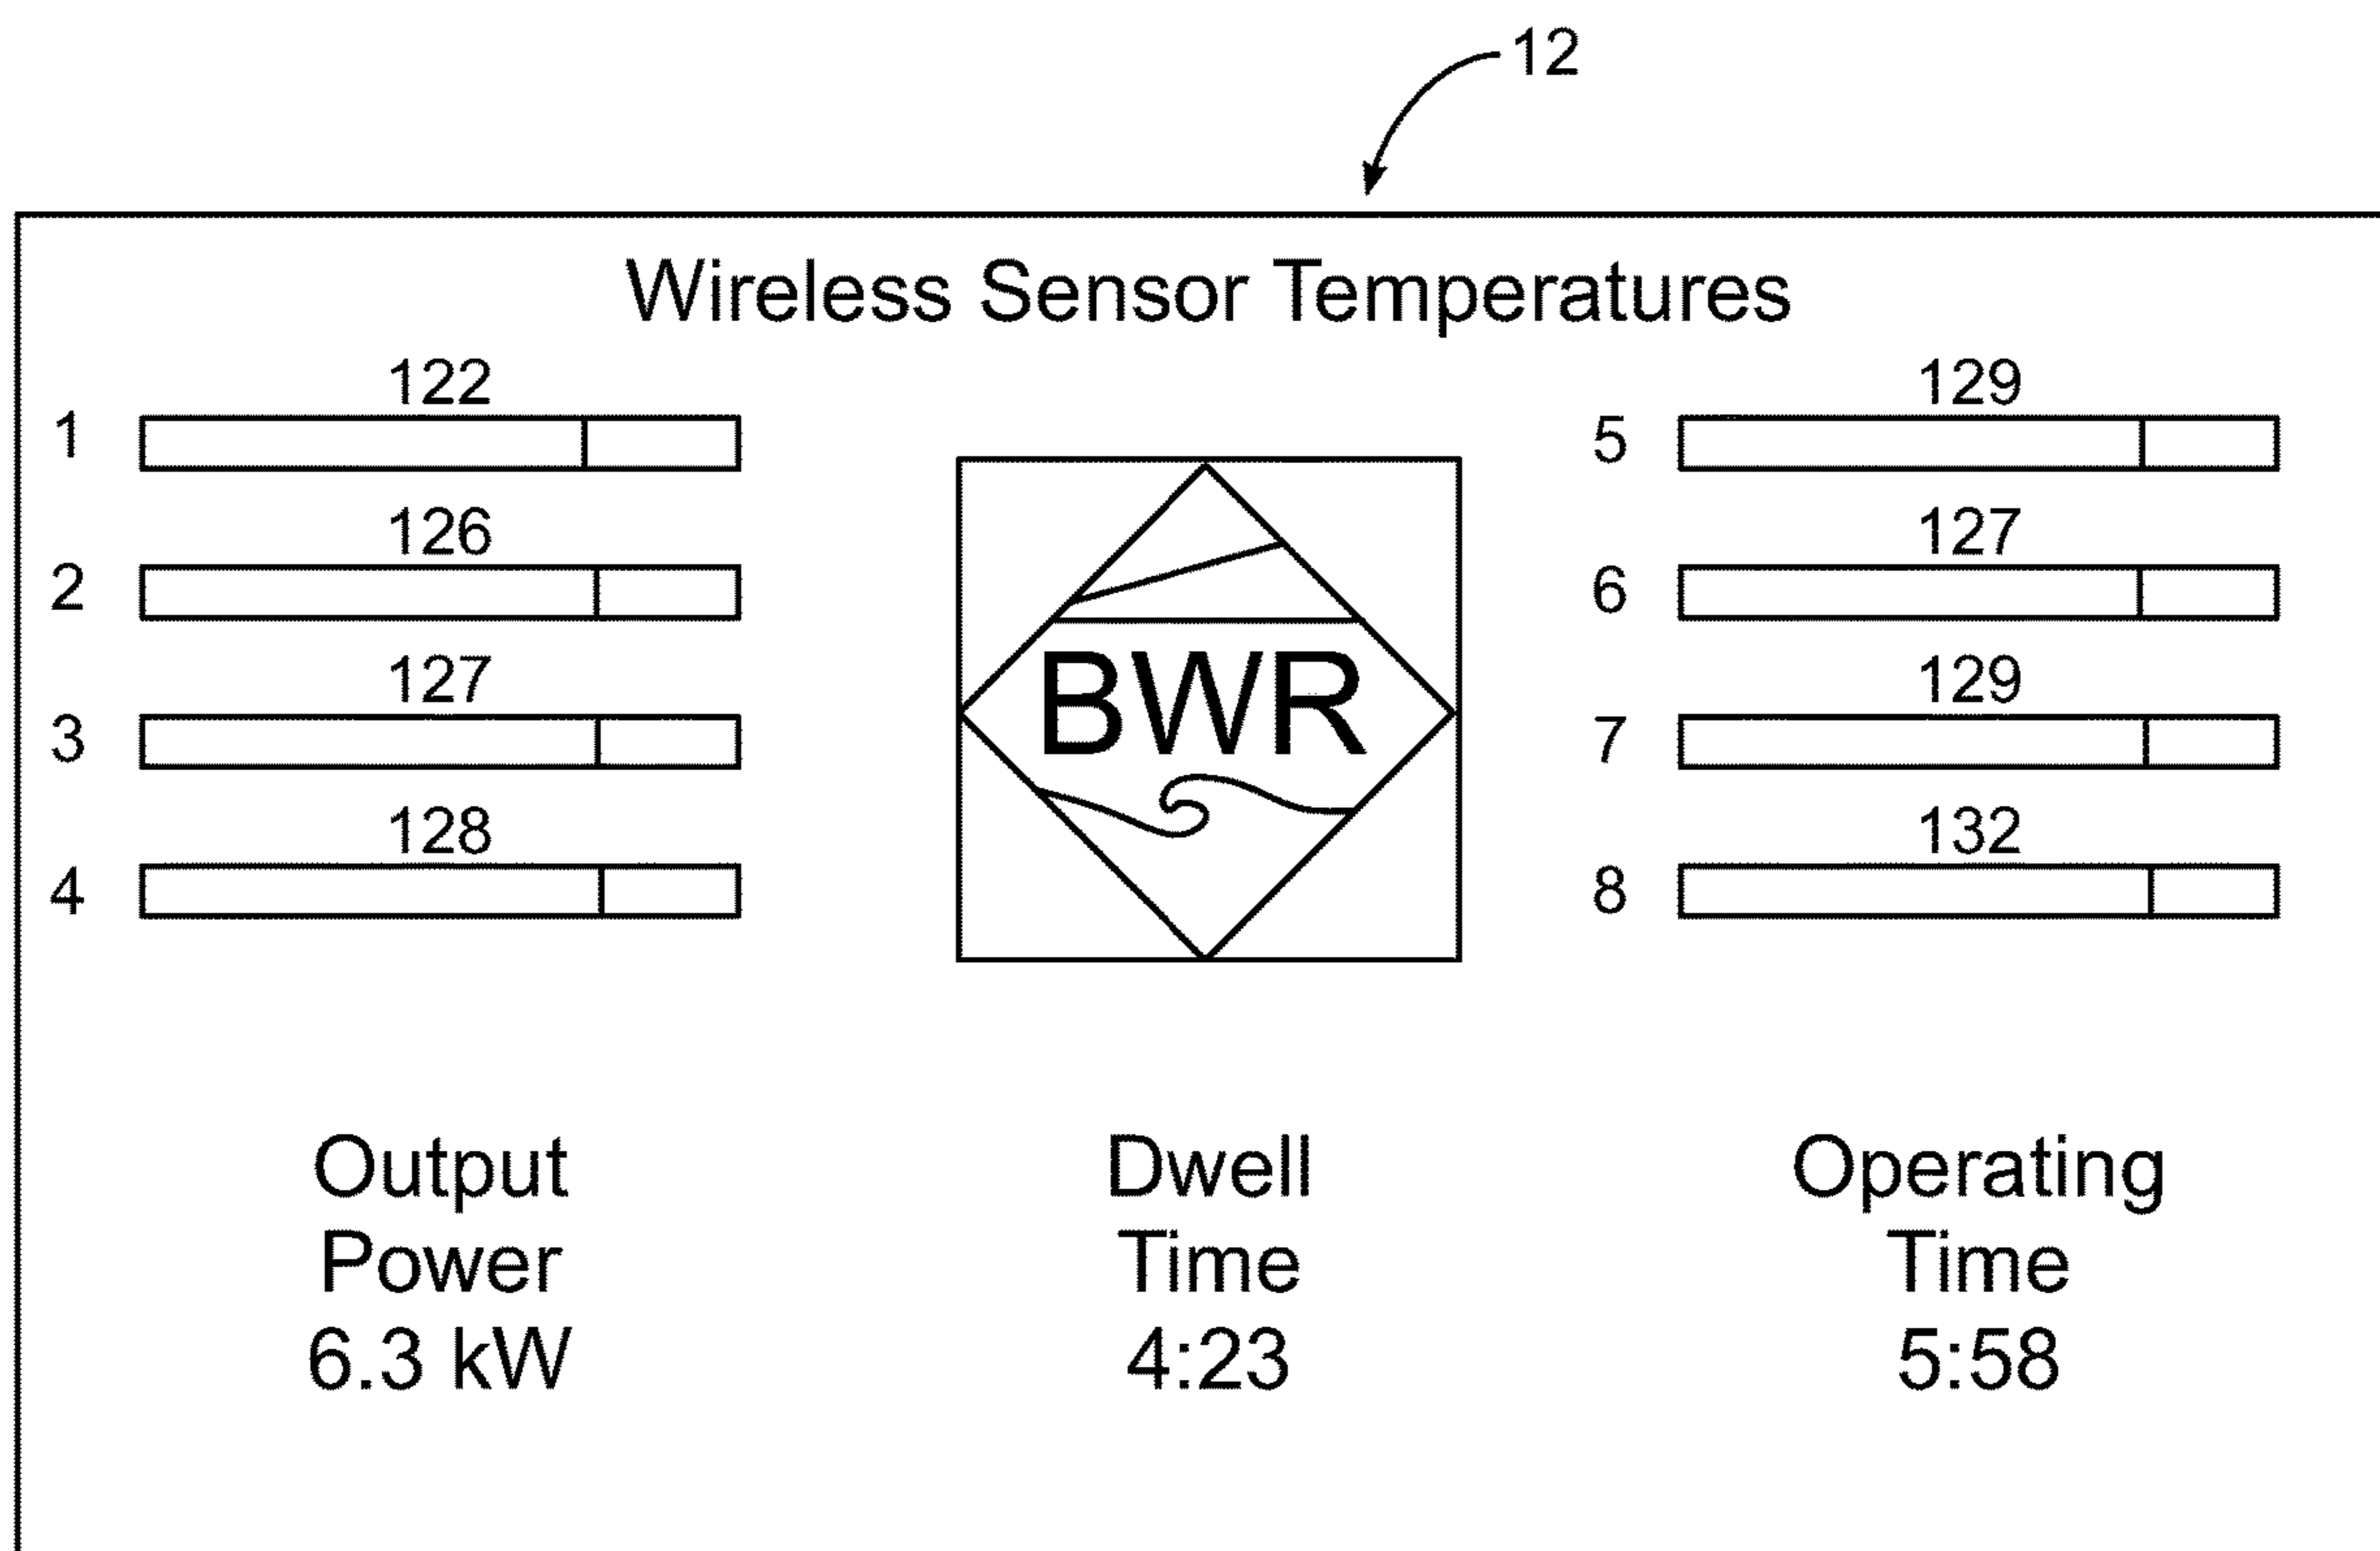 12
Wireless Sensor Temperatures
122
1
126
2
127
3
128
4
BWR
129
5
127
6
129
7
132
8
Output
Power
6.3 kW
Dwell
Time
4:23
Operating
Time
5:58